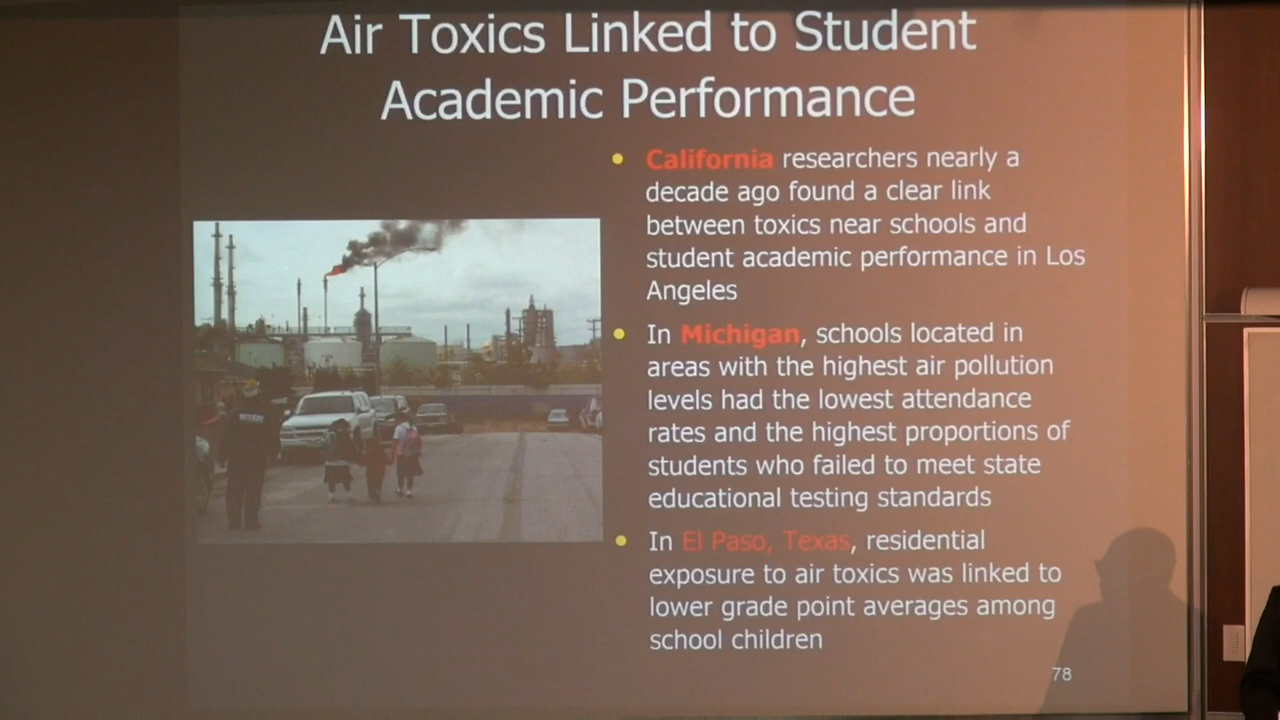 Air Toxics Linked to Student
Academic Performance
• California researchers nearly a
decade ago found a clear link
between toxics near schools and
student academic performance in Los
Angeles
• In Michigan, schools located in
areas with the highest air pollution
levels had the lowest attendance
rates and the highest proportions of
students who failed to meet state
educational testing standards
• In El Paso, Texas, residential
exposure to air toxics was linked to
lower grade point averages among
school children
78